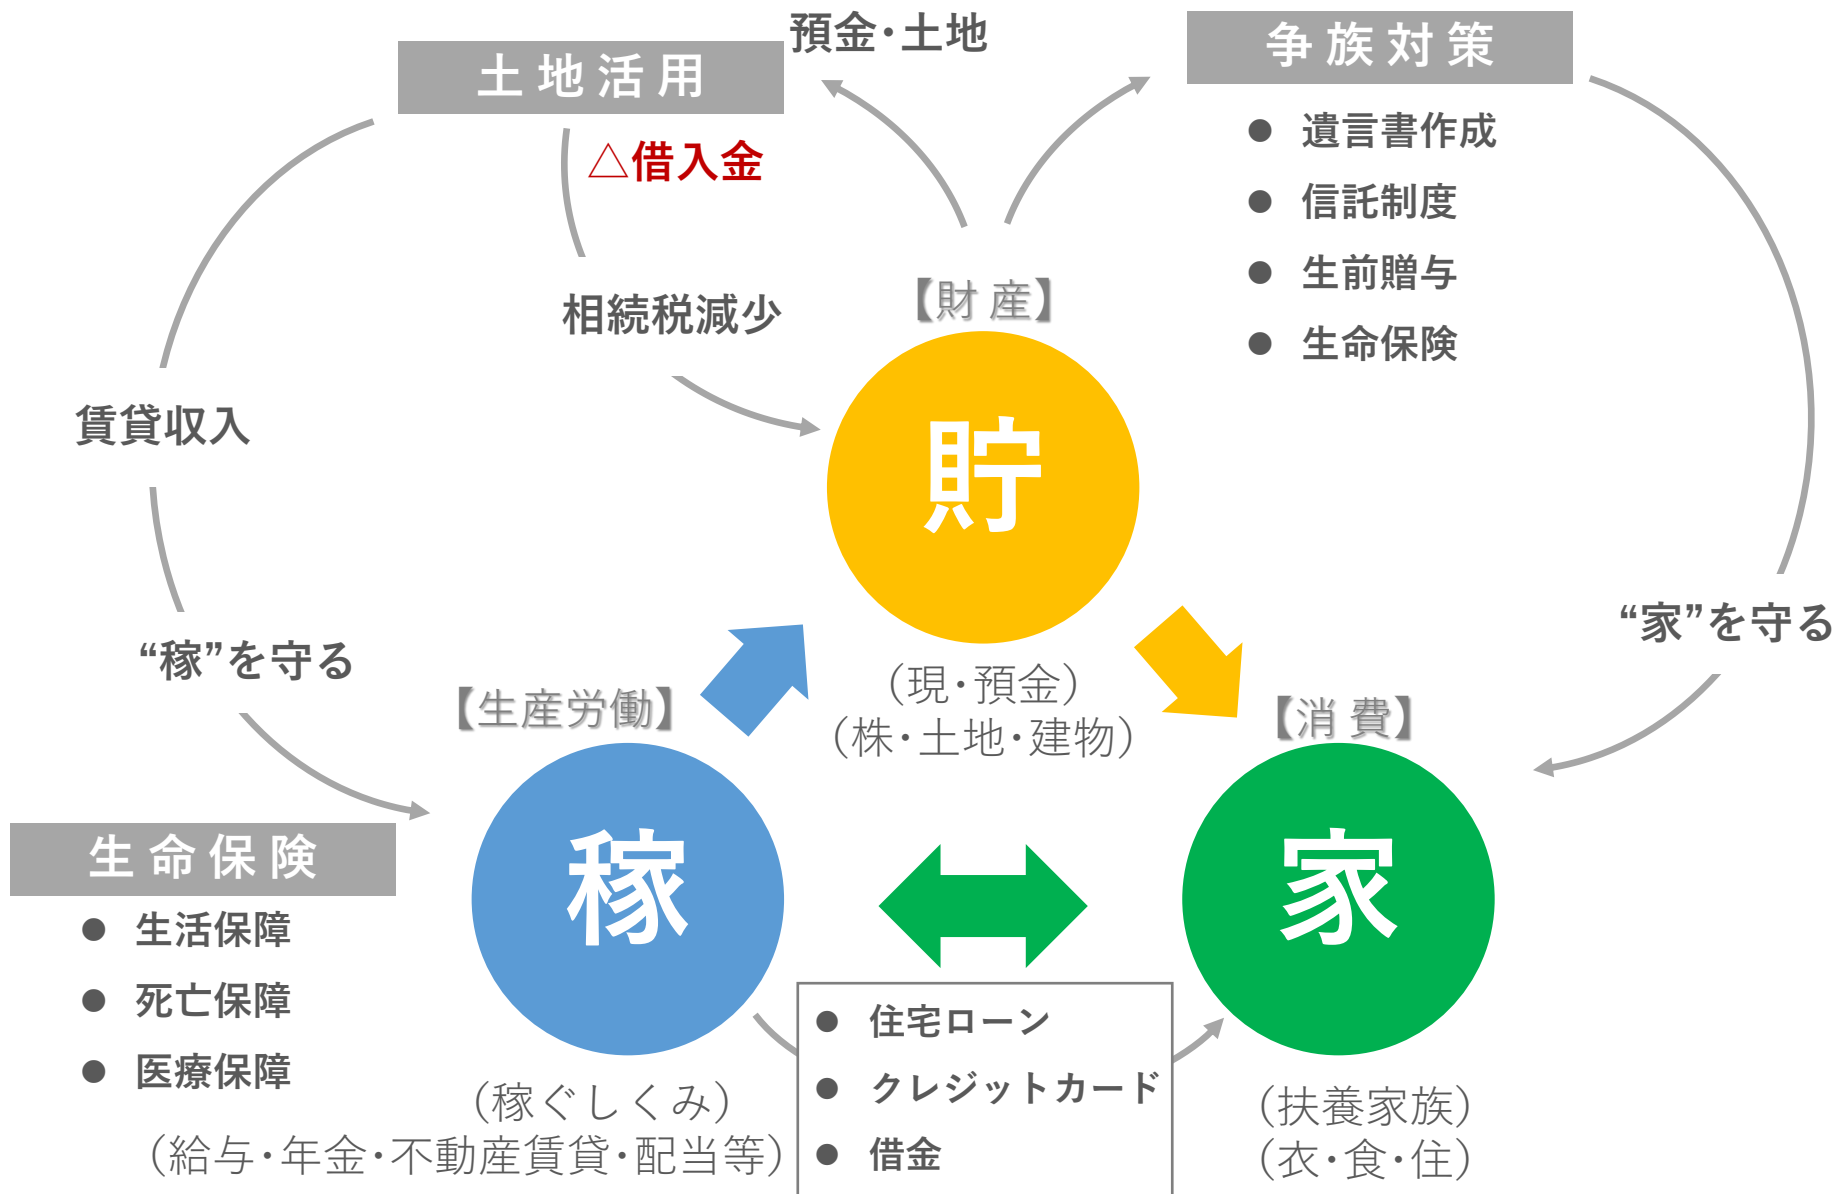 預金・土地
土地活用
△借入金
相続税減少
賃貸収入
“稼”を守る
争族対策
● 遺言書作成
● 信託制度
● 生前贈与
● 生命保険
“家”を守る
【財産】
貯
（現・預金）
（株・土地・建物）
【生産労働】
稼
（稼ぐしくみ）
（給与・年金・不動産賃貸・配当等）
【消費】
家
（扶養家族）
（衣・食・住）
生命保険
● 生活保障
● 死亡保障
● 医療保障
● 住宅ローン
● クレジットカード
● 借金